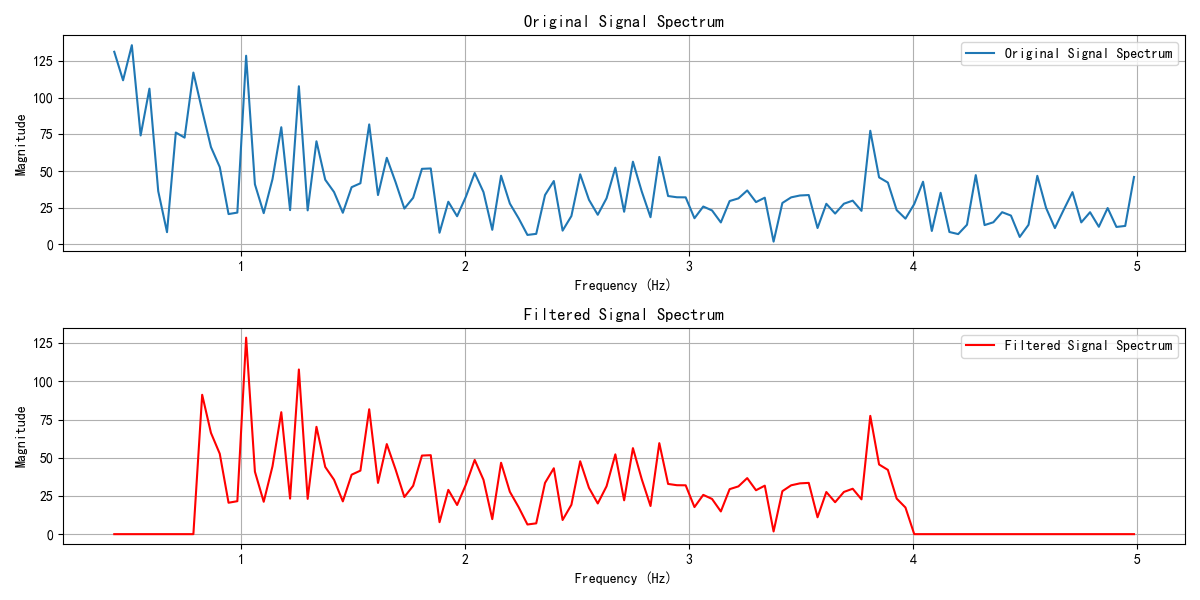 Original Signal Spectrum
Original Signal Spectrum
125
100
75
50
25
0
Magnitude
1 2 3 4 5
Frequency (Hz)
Filtered Signal Spectrum
Filtered Signal Spectrum
125
100
75
50
25
0
Magnitude
1 2 3 4 5
Frequency (Hz)